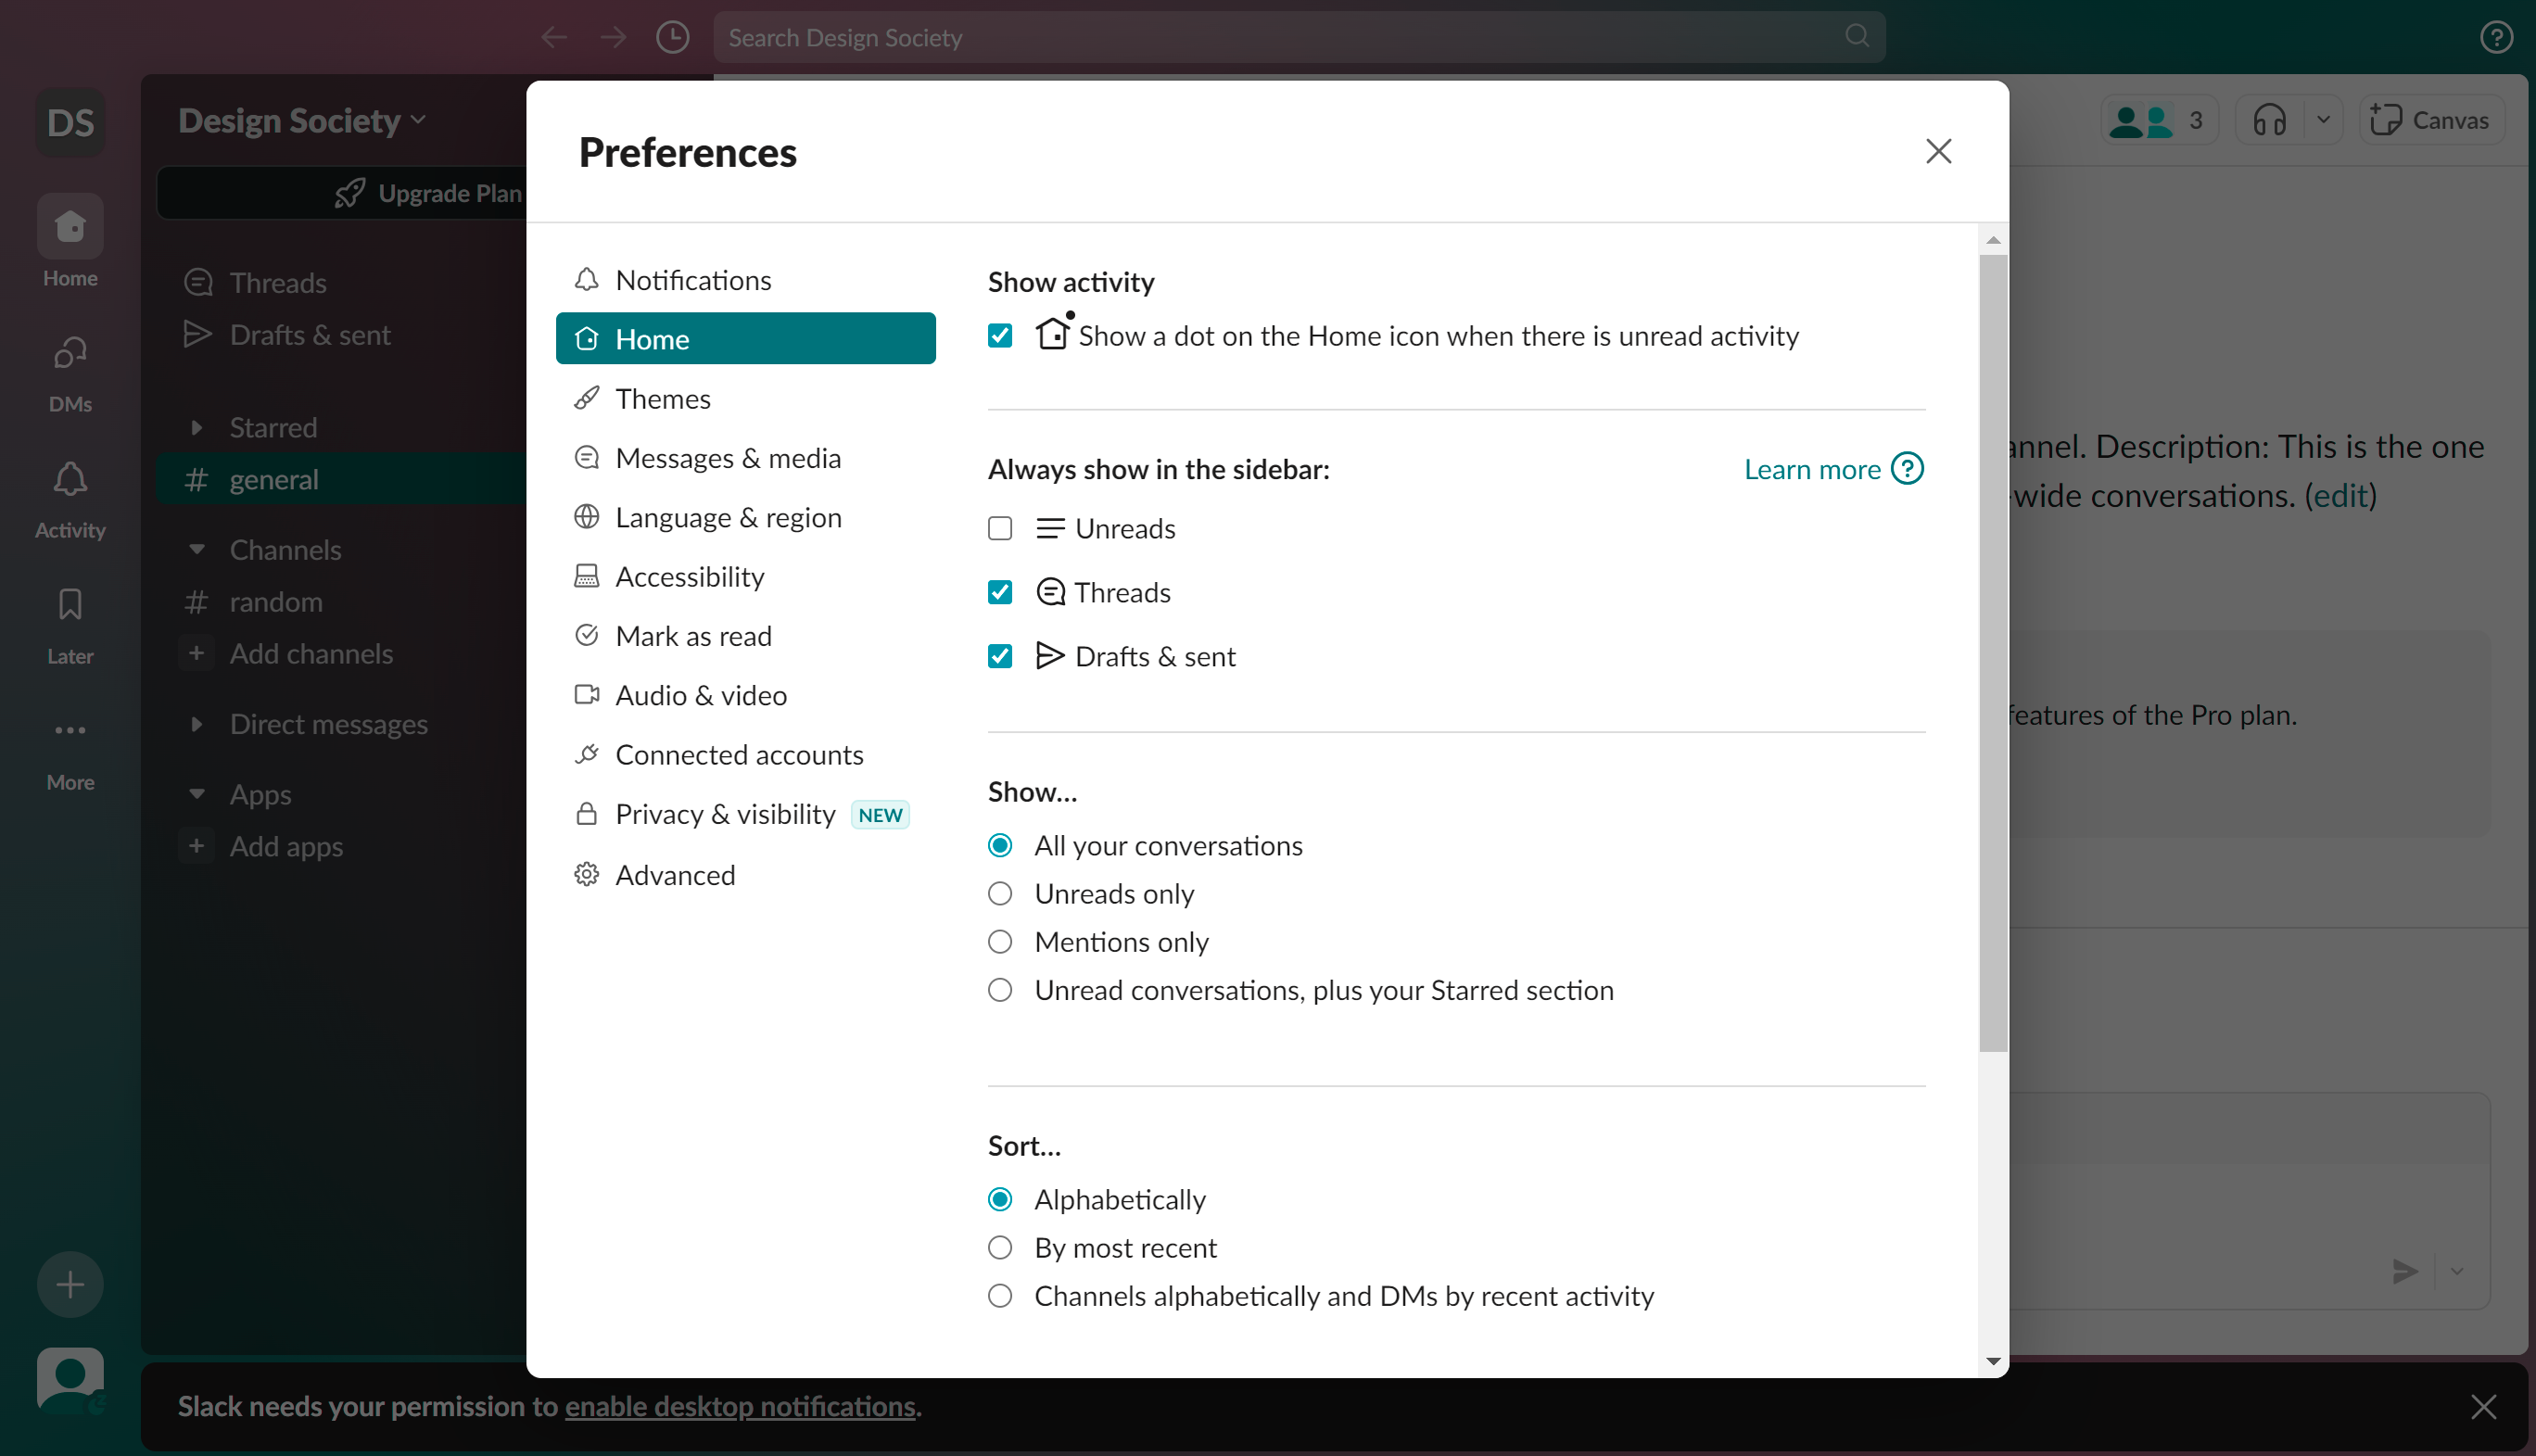 Search Design Society
DS
Home
DMs
Activity
Later
More
Design Society
Upgrade Plan
Threads
Drafts & sent
Starred
# general
Channels
# random
+ Add channels
Direct messages
Apps
+ Add apps
3
Canvas
annel. Description: This is the one
-wide conversations. (edit)
features of the Pro plan.
Preferences
Notifications
Home
Themes
Messages & media
Language & region
Accessibility
Mark as read
Audio & video
Connected accounts
Privacy & visibility NEW
Advanced
Show activity
Show a dot on the Home icon when there is unread activity
Always show in the sidebar:
Learn more
Unreads
Threads
Drafts & sent
Show...
All your conversations
Unreads only
Mentions only
Unread conversations, plus your Starred section
Sort...
Alphabetically
By most recent
Channels alphabetically and DMs by recent activity
Slack needs your permission to enable desktop notifications.